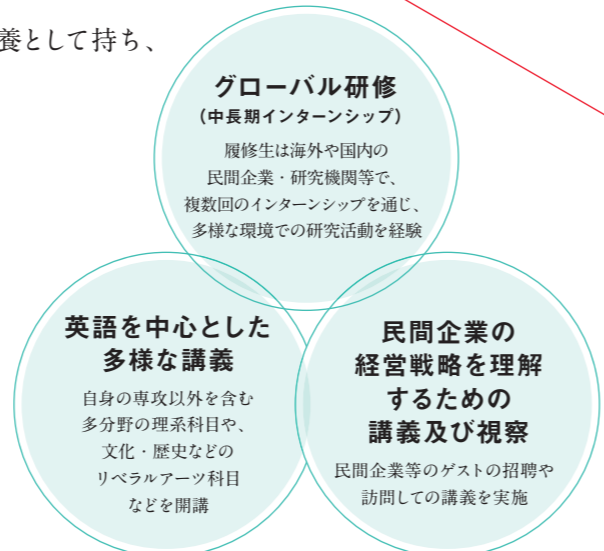 養として持ち、
グローバル研修
（中長期インターンシップ）
履修生は海外や国内の
民間企業・研究機関等で、
複数回のインターンシップを通じ、
多様な環境での研究活動を経験
英語を中心とした
多様な講義
自身の専攻以外を含む
多分野の理系科目や、
文化・歴史などの
リベラルアーツ科目
などを開講
民間企業の
経営戦略を理解
するための
講義及び視察
民間企業等のゲストの招聘や
訪問しての講義を実施